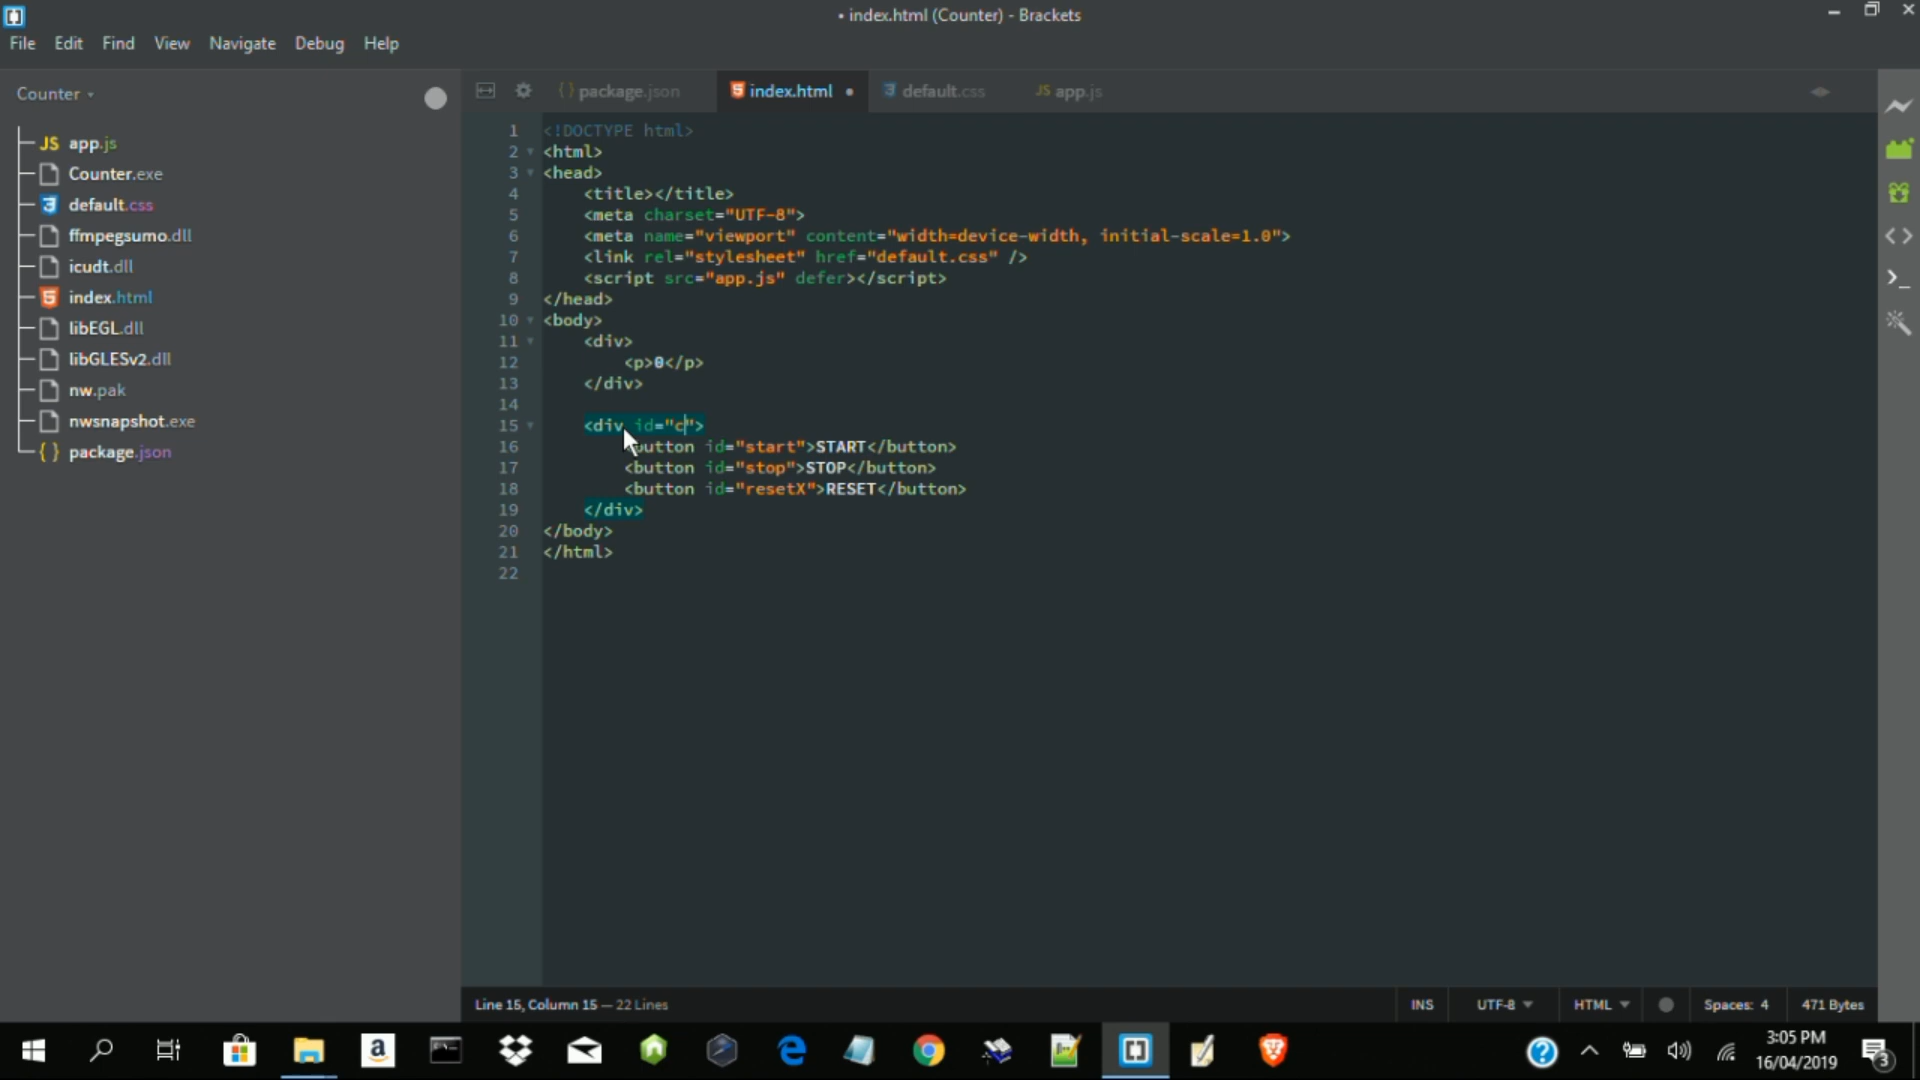 • index.html (Counter) - Brackets
File Edit Find View Navigate Debug Help
Counter
JS app.js
Counter.exe
default.css
ffmpegsumo.dll
icudt.dll
index.html
libEGL.dll
libGLESv2.dll
nw.pak
nwsnapshot.exe
{ } package.json
{ } package.json index.html • default.css JS app.js
1 <!DOCTYPE html>
2 <html>
3 <head>
4 <title></title>
5 <meta charset="UTF-8">
6 <meta name="viewport" content="width=device-width, initial-scale=1.0">
7 <link rel="stylesheet" href="default.css" />
8 <script src="app.js" defer></script>
9 </head>
10 <body>
11 <div>
12 <p>0</p>
13 </div>
14
15 <div id="c">
16 <button id="start">START</button>
17 <button id="stop">STOP</button>
18 <button id="resetX">RESET</button>
19 </div>
20 </body>
21 </html>
22
Line 15, Column 15 — 22 Lines INS UTF-8 HTML Spaces: 4 471 Bytes
3:05 PM
16/04/2019
3